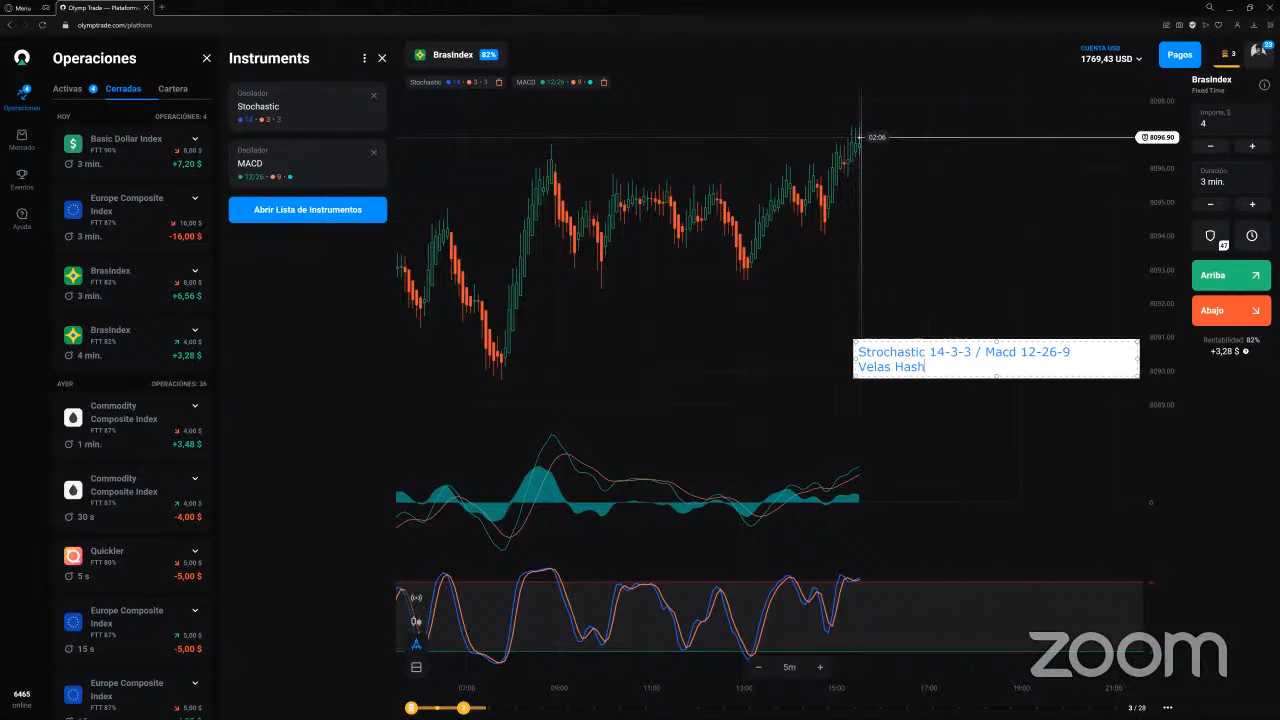 Menu
Olymp Trade — Plataforma
olymptrade.com/platform
Operaciones
Activas 4 Cerradas Cartera
HOY OPERACIÓNES: 4
Basic Dollar Index
FTT 90% 8,00 $
3 min. +7,20 $
Europe Composite
Index
FTT 87% 16,00 $
3 min. -16,00 $
BrasIndex
FTT 82% 8,00 $
3 min. +6,56 $
BrasIndex
FTT 82% 4,00 $
4 min. +3,28 $
AYER OPERACIÓNES: 36
Commodity
Composite Index
FTT 87% 4,00 $
1 min. +3,48 $
Commodity
Composite Index
FTT 87% 4,00 $
30 s -4,00 $
Quickler
FTT 80% 5,00 $
5 s -5,00 $
Europe Composite
Index
FTT 87% 5,00 $
15 s -5,00 $
Europe Composite
Index
FTT 87% 5,00 $
4
Operaciones
Mercado
Eventos
Ayuda
6465
online
Instruments
Oscilador
Stochastic
14 · 3 · 3
Oscilador
MACD
12/26 · 9 ·
Abrir Lista de Instrumentos
BrasIndex 82%
Stochastic 14 · 3 · 3 MACD 12/26 · 9 ·
CUENTA USD
1769,43 USD
Pagos
3
23
02:06
8098.00
8096.90
8096.00
8095.00
8094.00
8093.00
8092.00
8091.00
8090.00
8089.00
0
Strochastic 14-3-3 / Macd 12-26-9
Velas Hash
BrasIndex
Fixed Time
Importe, $
4
Duración
3 min.
47
Arriba
Abajo
Rentabilidad: 82%
+3,28 $
5m
07:00 09:00 11:00 13:00 15:00 17:00 19:00 21:00
3
3 / 28
zoom